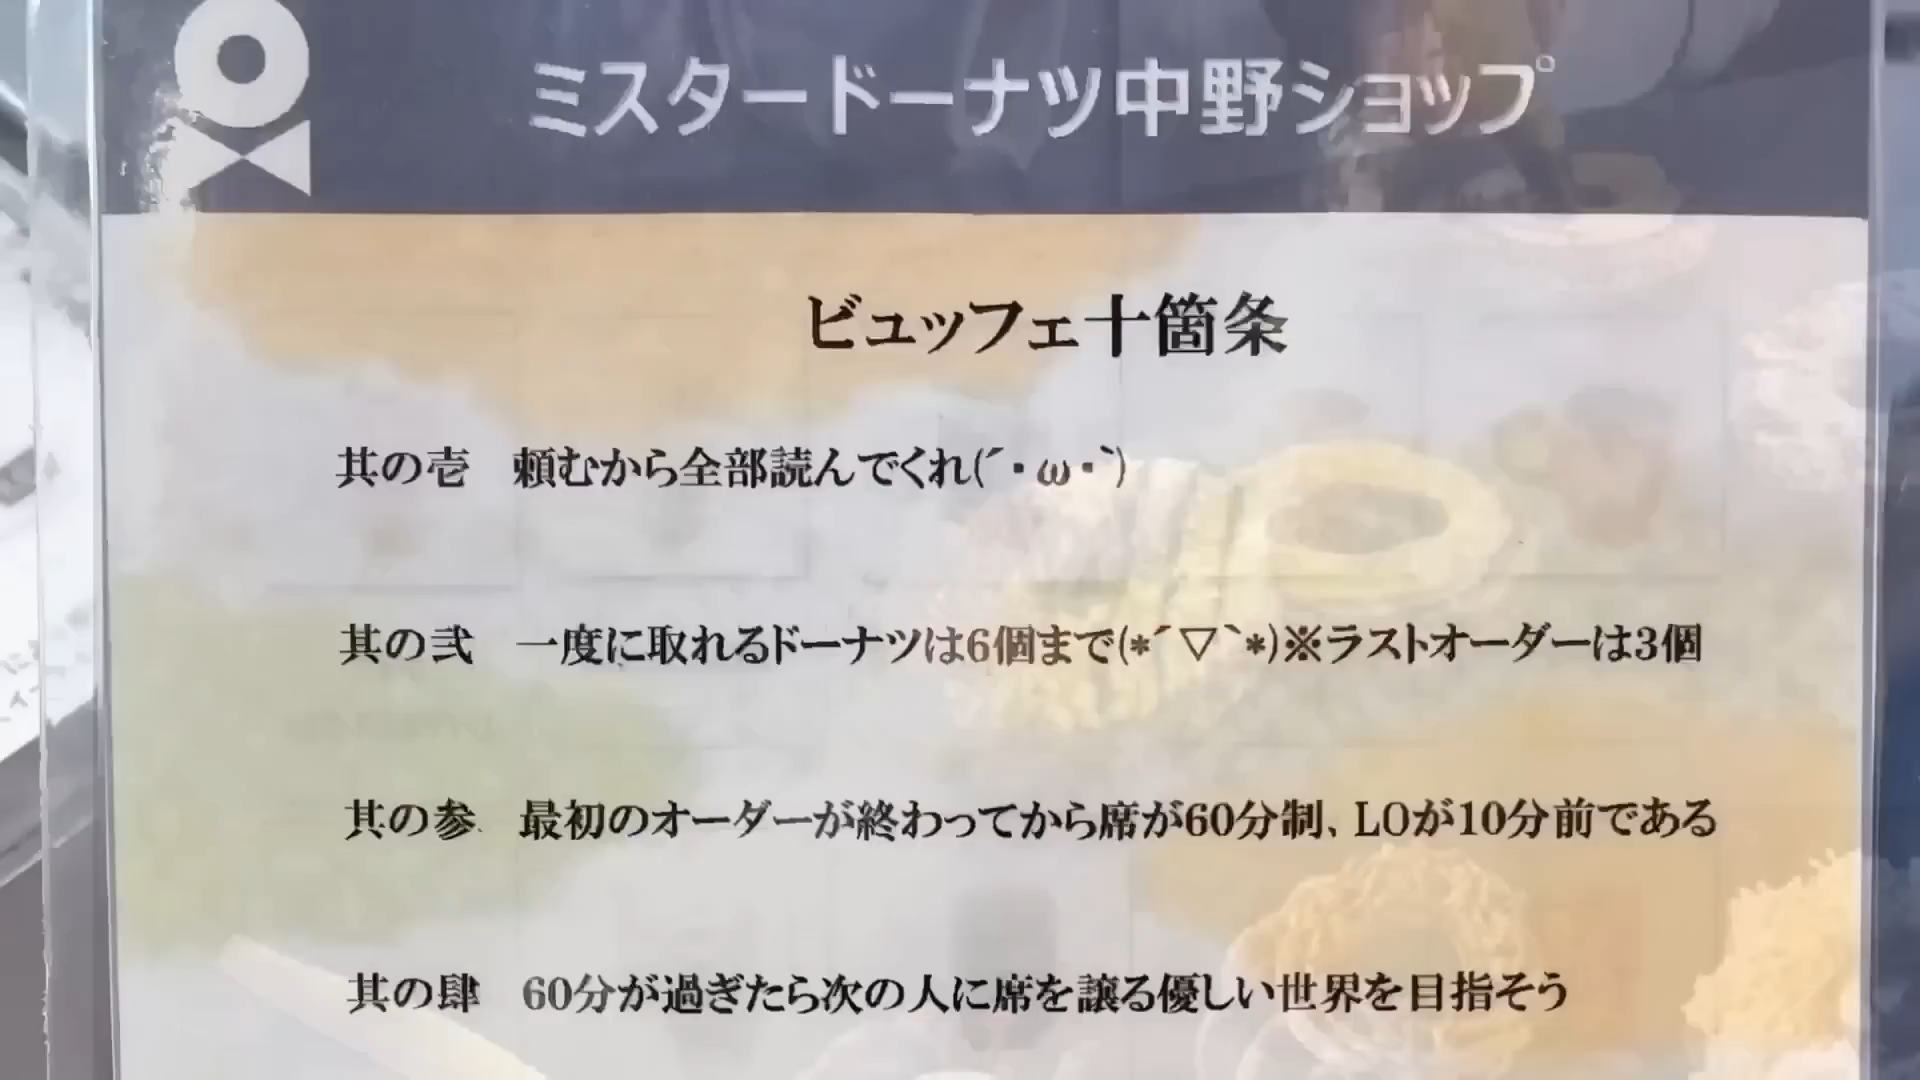 ミスタードーナツ中野ショップ
ビュッフェ十箇条
其の壱　頼むから全部読んでくれ(´・ω・`)
其の弐　一度に取れるドーナツは6個まで(*´▽`*)※ラストオーダーは3個
其の参　最初のオーダーが終わってから席が60分制、LOが10分前である
其の肆　60分が過ぎたら次の人に席を譲る優しい世界を目指そう